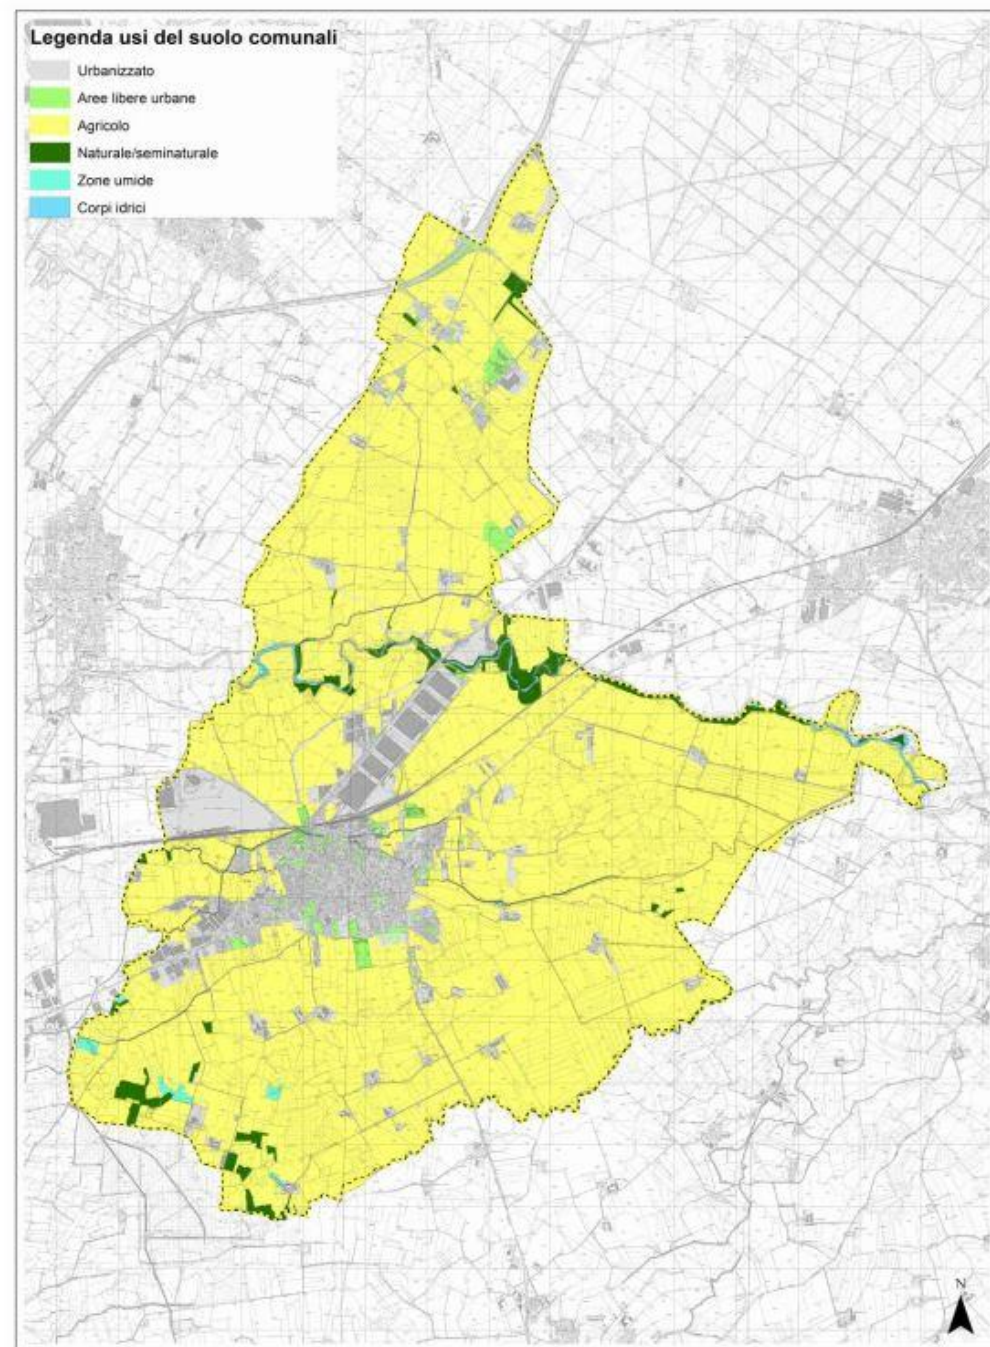 Legenda usi del suolo comunali
Urbanizzato
Aree libere urbane
Agricolo
Naturale/seminaturale
Zone umide
Corpi idrici
N